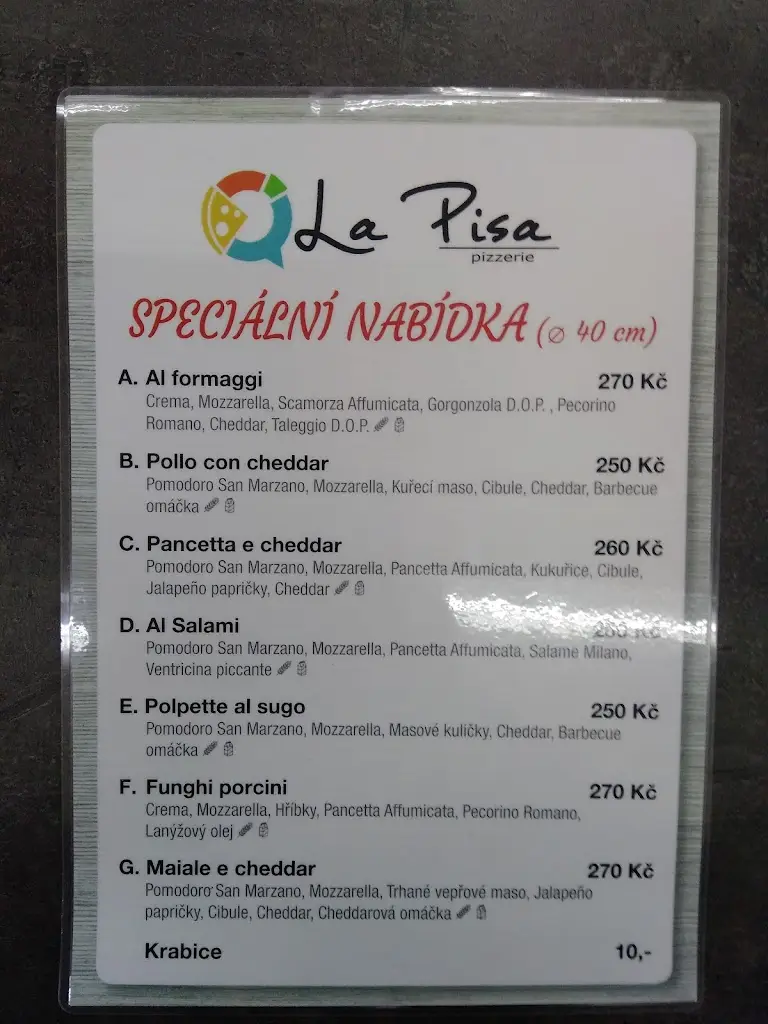 La Pisa
pizzerie
SPECIÁLNÍ NABÍDKA (⌀ 40 cm)
A. Al formaggi 270 Kč
Crema, Mozzarella, Scamorza Affumicata, Gorgonzola D.O.P. , Pecorino
Romano, Cheddar, Taleggio D.O.P.
B. Pollo con cheddar 250 Kč
Pomodoro San Marzano, Mozzarella, Kuřecí maso, Cibule, Cheddar, Barbecue
omáčka
C. Pancetta e cheddar 260 Kč
Pomodoro San Marzano, Mozzarella, Pancetta Affumicata, Kukuřice, Cibule,
Jalapeño papričky, Cheddar
D. Al Salami Kč
Pomodoro San Marzano, Mozzarella, Pancetta Affumicata, Salame Milano,
Ventricina piccante
E. Polpette al sugo 250 Kč
Pomodoro San Marzano, Mozzarella, Masové kuličky, Cheddar, Barbecue
omáčka
F. Funghi porcini 270 Kč
Crema, Mozzarella, Hříbky, Pancetta Affumicata, Pecorino Romano,
Lanýžový olej
G. Maiale e cheddar 270 Kč
Pomodoro San Marzano, Mozzarella, Trhané vepřové maso, Jalapeño
papričky, Cibule, Cheddar, Cheddarová omáčka
Krabice 10,-